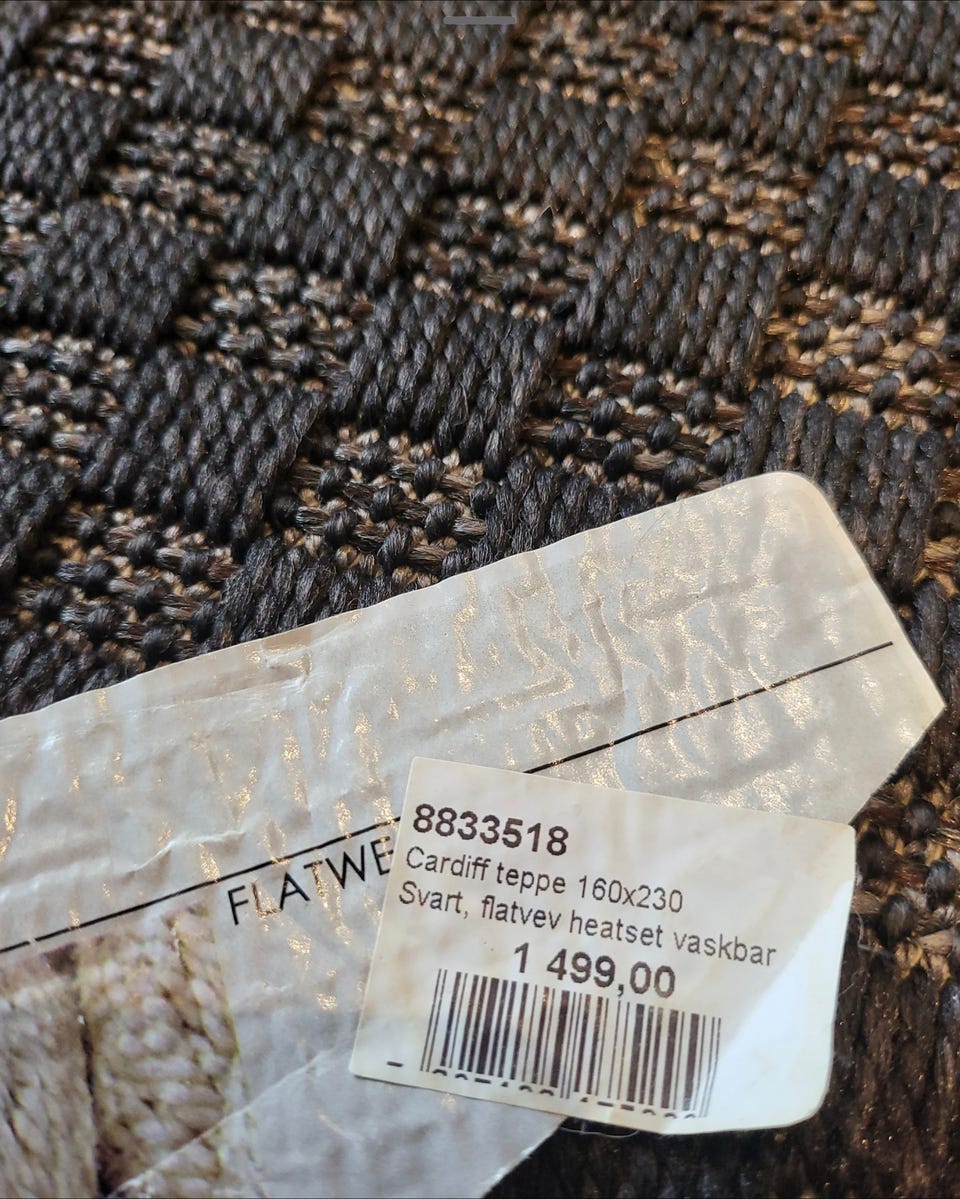 FLATWE
8833518
Cardiff teppe 160x230
Svart, flatvev heatset vaskbar
1 499,00